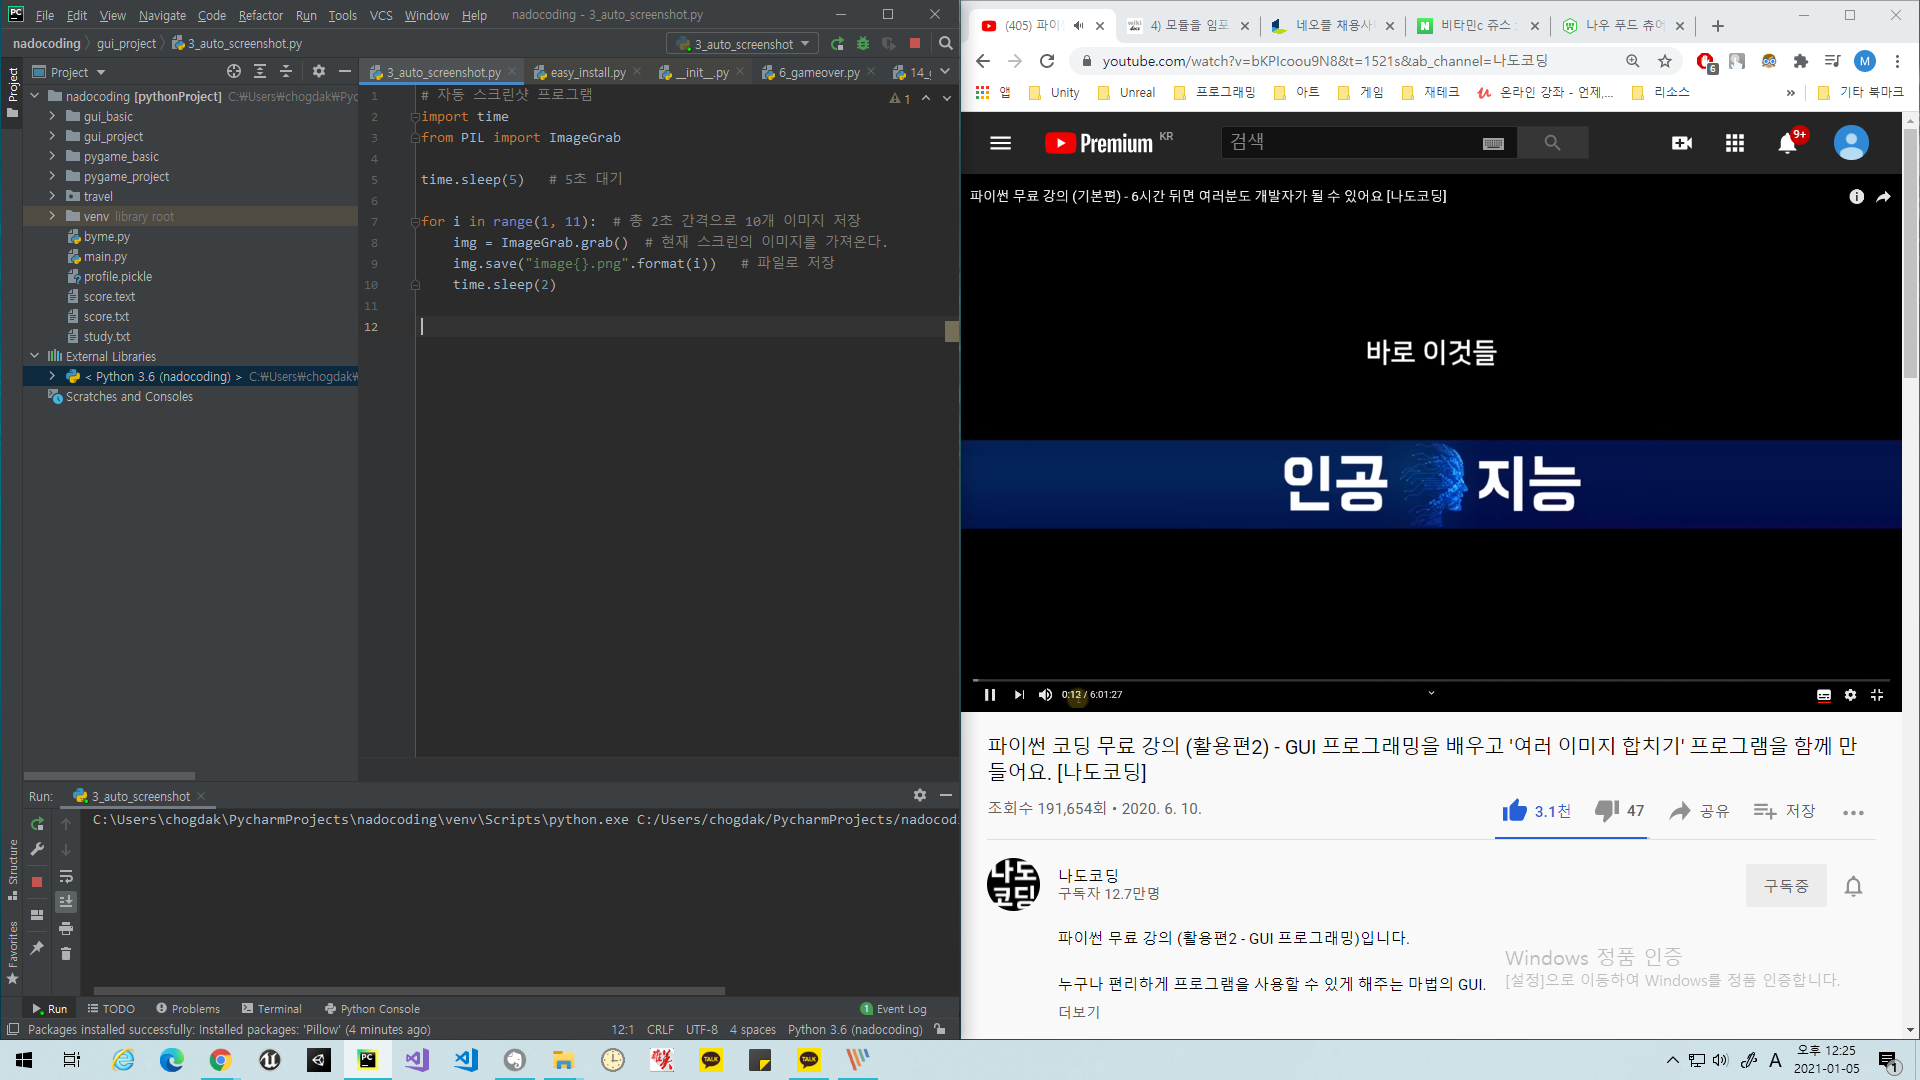 File Edit View Navigate Code Refactor Run Tools VCS Window Help nadocoding - 3_auto_screenshot.py
nadocoding gui_project 3_auto_screenshot.py
3_auto_screenshot
Project
nadocoding [pythonProject] C:₩Users₩chogdak₩Pyc
gui_basic
gui_project
pygame_basic
pygame_project
travel
venv library root
byme.py
main.py
profile.pickle
score.text
score.txt
study.txt
External Libraries
< Python 3.6 (nadocoding) > C:₩Users₩chogdak₩
Scratches and Consoles
3_auto_screenshot.py easy_install.py __init__.py 6_gameover.py 14_
1 # 자동 스크린샷 프로그램
2 import time
3 from PIL import ImageGrab
4
5 time.sleep(5) # 5초 대기
6
7 for i in range(1, 11): # 총 2초 간격으로 10개 이미지 저장
8 img = ImageGrab.grab() # 현재 스크린의 이미지를 가져온다.
9 img.save("image{}.png".format(i)) # 파일로 저장
10 time.sleep(2)
11
12
1
Run: 3_auto_screenshot
C:\Users\chogdak\PycharmProjects\nadocoding\venv\Scripts\python.exe C:/Users/chogdak/PycharmProjects/nadocodi
Structure
Favorites
Run TODO Problems Terminal Python Console 1 Event Log
Packages installed successfully: Installed packages: 'Pillow' (4 minutes ago) 12:1 CRLF UTF-8 4 spaces Python 3.6 (nadocoding)
(405) 파이 4) 모듈을 임포 네오플 채용사 비타민c 쥬스 나우 푸드 츄어
youtube.com/watch?v=bKPIcoou9N8&t=1521s&ab_channel=나도코딩
6 M
앱 Unity Unreal 프로그래밍 아트 게임 재테크 온라인 강좌 - 언제,... 리소스 » 기타 북마크
Premium KR
검색
9+
파이썬 무료 강의 (기본편) - 6시간 뒤면 여러분도 개발자가 될 수 있어요 [나도코딩]
바로 이것들
인공 지능
0:12 / 6:01:27
파이썬 코딩 무료 강의 (활용편2) - GUI 프로그래밍을 배우고 '여러 이미지 합치기' 프로그램을 함께 만
들어요. [나도코딩]
조회수 191,654회 • 2020. 6. 10.
3.1천 47 공유 저장
나도
코딩
나도코딩
구독자 12.7만명
구독중
파이썬 무료 강의 (활용편2 - GUI 프로그래밍)입니다.
누구나 편리하게 프로그램을 사용할 수 있게 해주는 마법의 GUI.
더보기
Windows 정품 인증
[설정]으로 이동하여 Windows를 정품 인증합니다.
PC
TALK
TALK
A
오후 12:25
2021-01-05
1